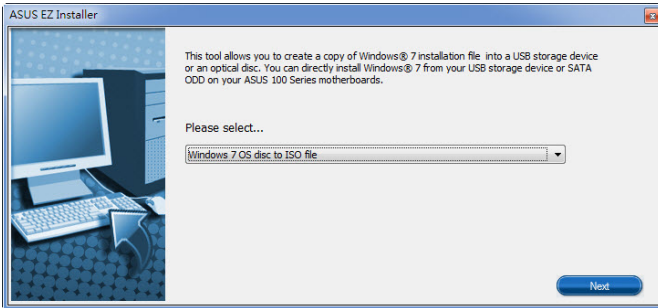 ASUS EZ Installer
This tool allows you to create a copy of Windows® 7 installation file into a USB storage device
or an optical disc. You can directly install Windows® 7 from your USB storage device or SATA
ODD on your ASUS 100 Series motherboards.
Please select...
Windows 7 OS disc to ISO file
Next